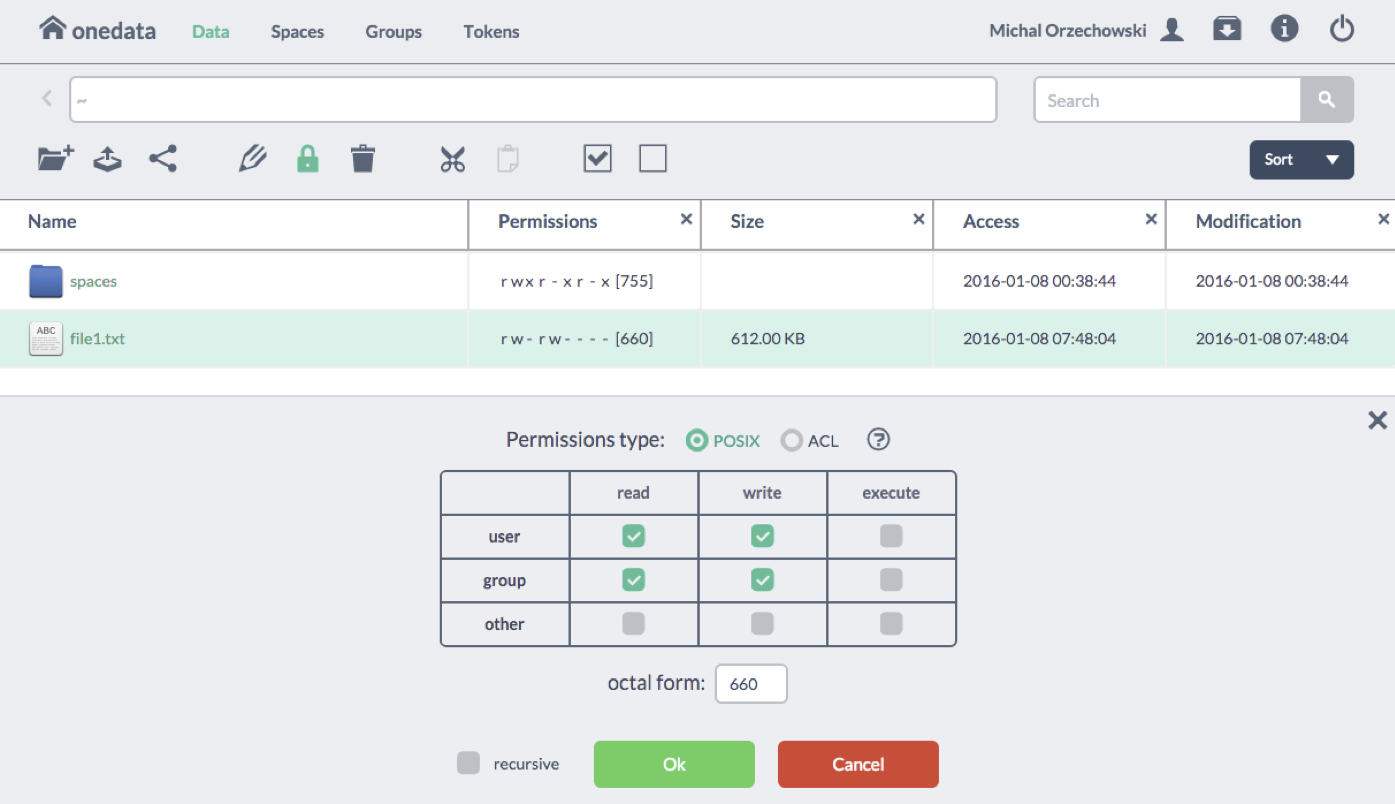 onedata Data Spaces Groups Tokens Michal Orzechowski
~ Search
Sort
Name Permissions Size Access Modification
spaces rwxr-xr-x [755] 2016-01-08 00:38:44 2016-01-08 00:38:44
ABC
file1.txt rw-rw---- [660] 612.00 KB 2016-01-08 07:48:04 2016-01-08 07:48:04
Permissions type: POSIX ACL ?
read write execute
user
group
other
octal form: 660
recursive Ok Cancel